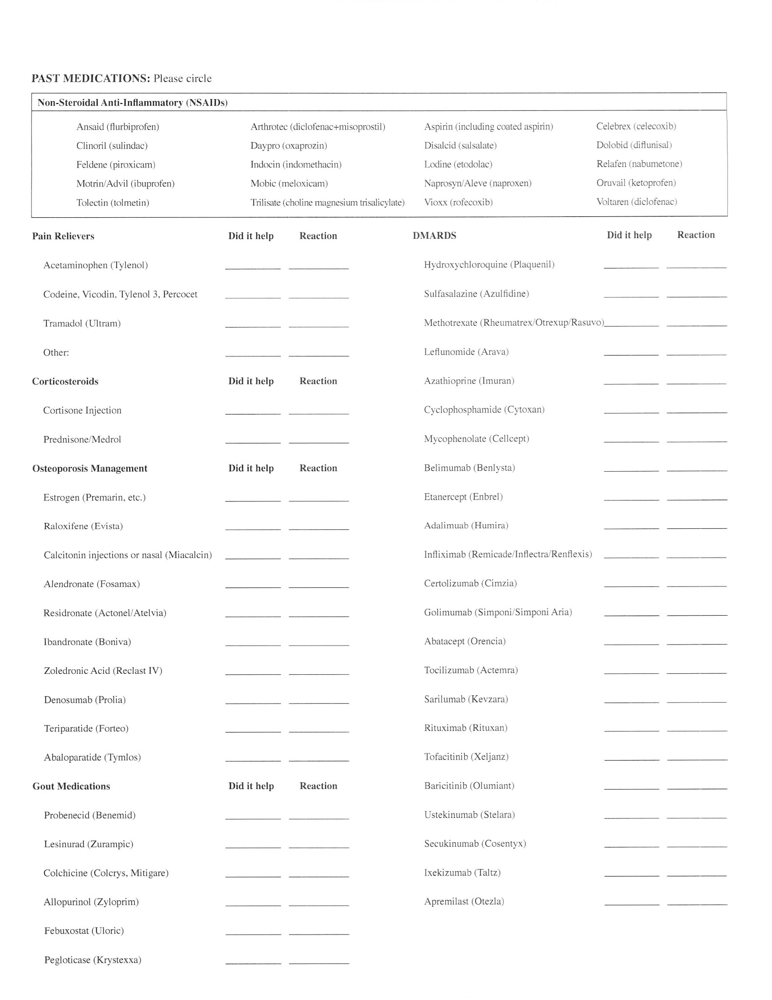 PAST MEDICATIONS: Please circle
Non-Steroidal Anti-Inflammatory (NSAIDs)
Ansaid (flurbiprofen) Arthrotec (diclofenac+misoprostil) Aspirin (including coated aspirin) Celebrex (celecoxib)
Clinoril (sulindac) Daypro (oxaprozin) Disalcid (salsalate) Dolobid (diflunisal)
Feldene (piroxicam) Indocin (indomethacin) Lodine (etodolac) Relafen (nabumetone)
Motrin/Advil (ibuprofen) Mobic (meloxicam) Naprosyn/Aleve (naproxen) Oruvail (ketoprofen)
Tolectin (tolmetin) Trilisate (choline magnesium trisalicylate) Vioxx (rofecoxib) Voltaren (diclofenac)
Pain Relievers Did it help Reaction
Acetaminophen (Tylenol)
Codeine, Vicodin, Tylenol 3, Percocet
Tramadol (Ultram)
Other:
Corticosteroids Did it help Reaction
Cortisone Injection
Prednisone/Medrol
Osteoporosis Management Did it help Reaction
Estrogen (Premarin, etc.)
Raloxifene (Evista)
Calcitonin injections or nasal (Miacalcin)
Alendronate (Fosamax)
Residronate (Actonel/Atelvia)
Ibandronate (Boniva)
Zoledronic Acid (Reclast IV)
Denosumab (Prolia)
Teriparatide (Forteo)
Abaloparatide (Tymlos)
Gout Medications Did it help Reaction
Probenecid (Benemid)
Lesinurad (Zurampic)
Colchicine (Colcrys, Mitigare)
Allopurinol (Zyloprim)
Febuxostat (Uloric)
Pegloticase (Krystexxa)
DMARDS Did it help Reaction
Hydroxychloroquine (Plaquenil)
Sulfasalazine (Azulfidine)
Methotrexate (Rheumatrex/Otrexup/Rasuvo)
Leflunomide (Arava)
Azathioprine (Imuran)
Cyclophosphamide (Cytoxan)
Mycophenolate (Cellcept)
Belimumab (Benlysta)
Etanercept (Enbrel)
Adalimuab (Humira)
Infliximab (Remicade/Inflectra/Renflexis)
Certolizumab (Cimzia)
Golimumab (Simponi/Simponi Aria)
Abatacept (Orencia)
Tocilizumab (Actemra)
Sarilumab (Kevzara)
Rituximab (Rituxan)
Tofacitinib (Xeljanz)
Baricitinib (Olumiant)
Ustekinumab (Stelara)
Secukinumab (Cosentyx)
Ixekizumab (Taltz)
Apremilast (Otezla)